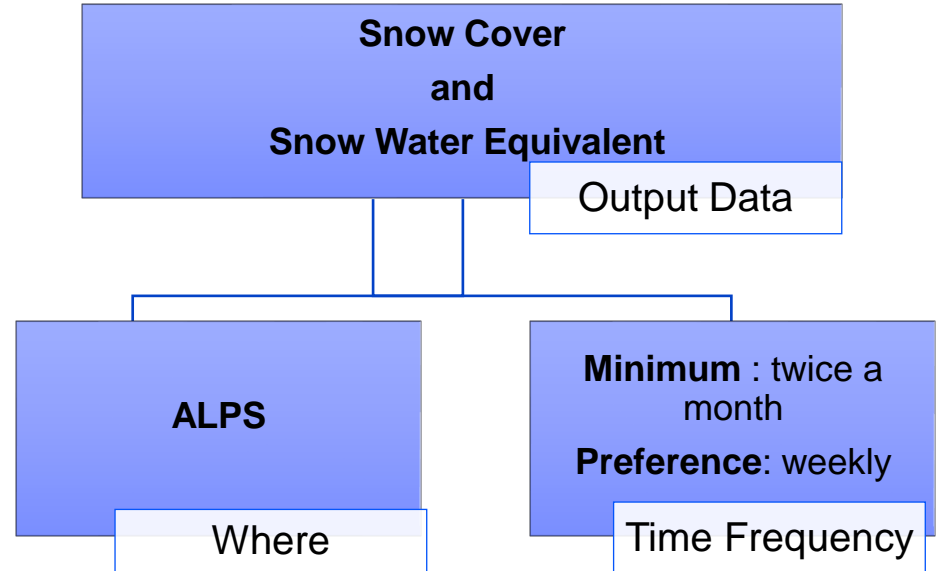 Snow Cover
and
Snow Water Equivalent
Output Data
ALPS
Where
Minimum : twice a
month
Preference: weekly
Time Frequency